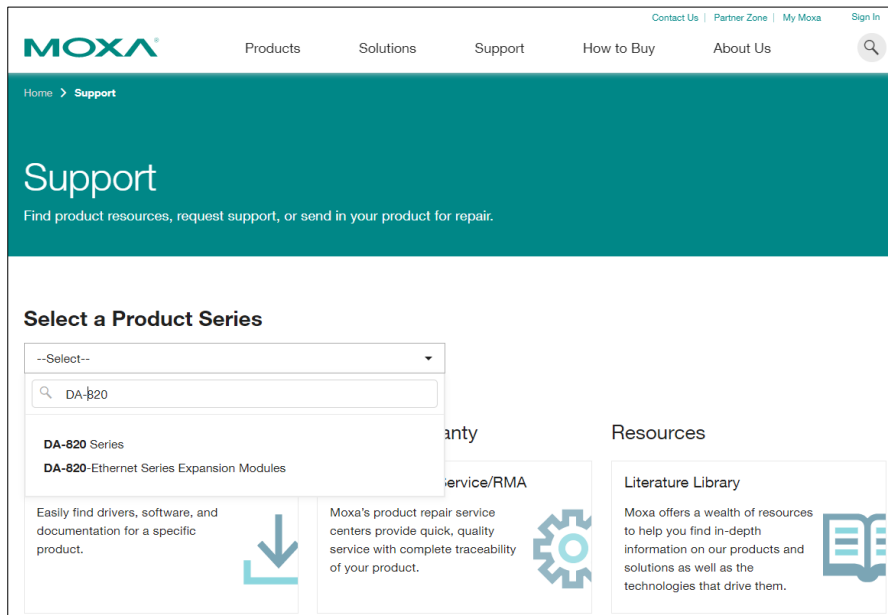 Contact Us | Partner Zone | My Moxa Sign In
MOXA
Products Solutions Support How to Buy About Us
Home > Support
Support
Find product resources, request support, or send in your product for repair.
Select a Product Series
--Select--
DA-820
DA-820 Series
DA-820-Ethernet Series Expansion Modules
Easily find drivers, software, and
documentation for a specific
product.
Moxa's product repair service
centers provide quick, quality
service with complete traceability
of your product.
Resources
Literature Library
Moxa offers a wealth of resources
to help you find in-depth
information on our products and
solutions as well as the
technologies that drive them.